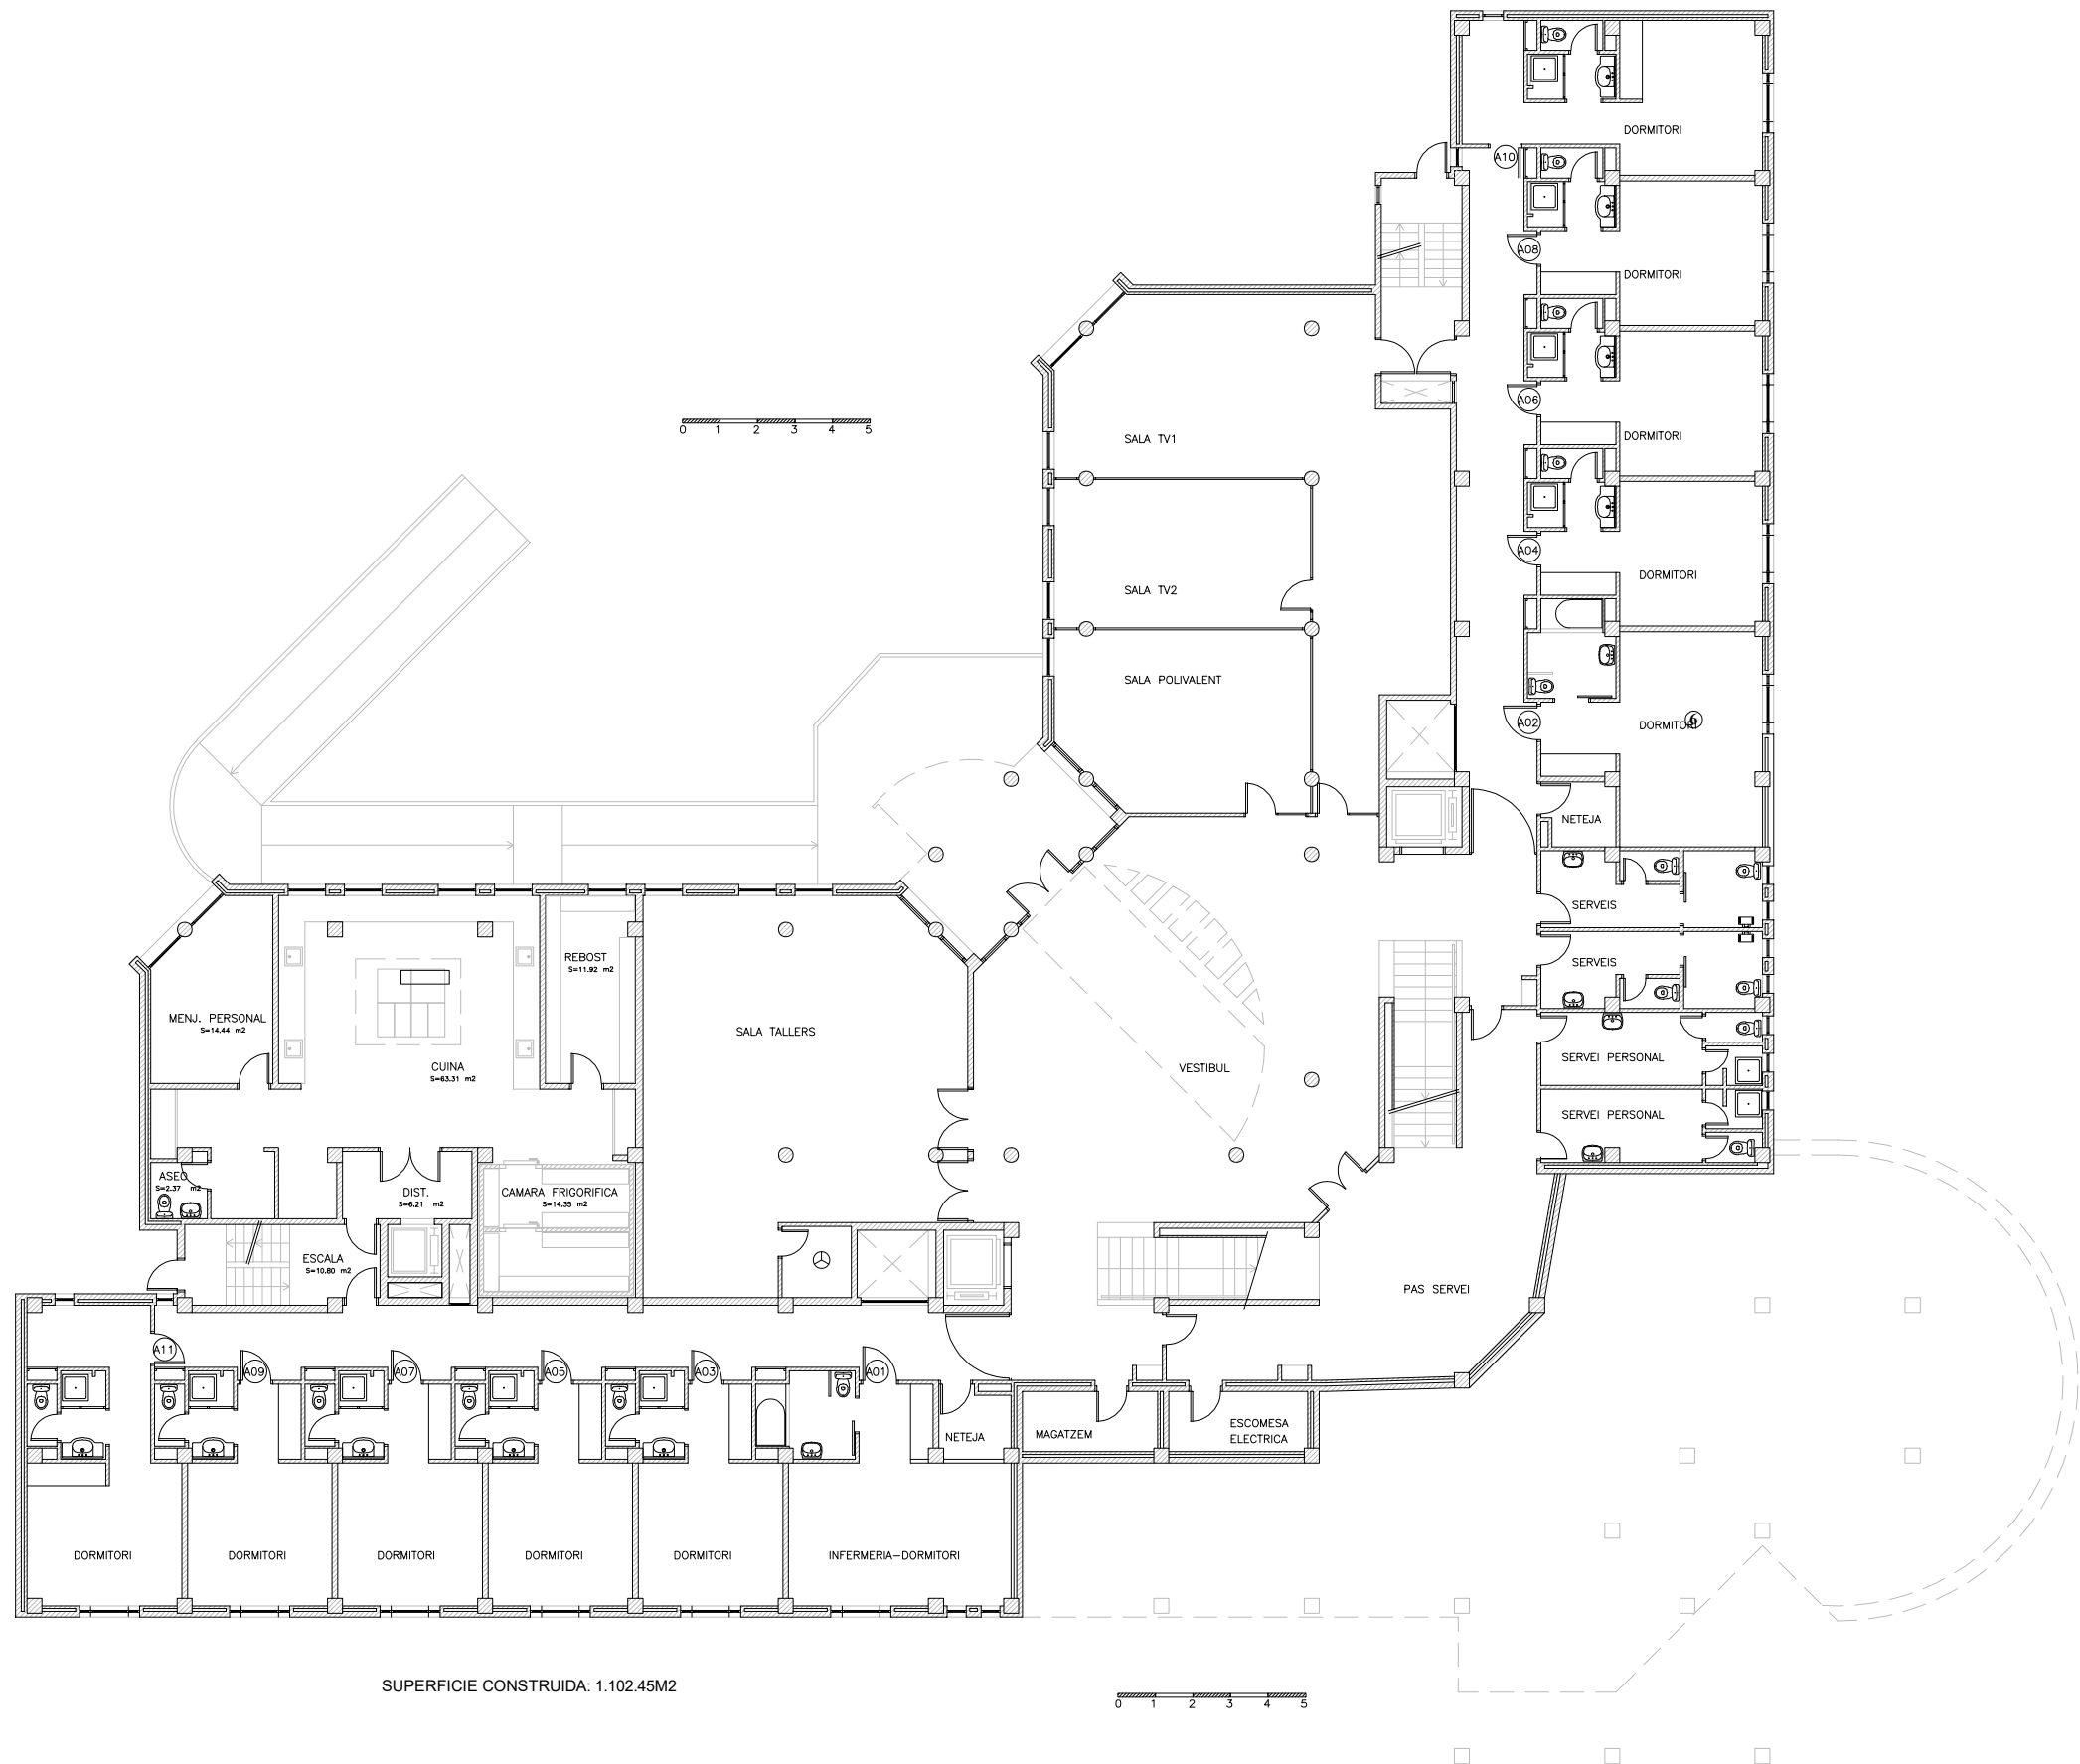 DORMITORI
A10
A08
DORMITORI
A06
DORMITORI
0 1 2 3 4 5
SALA TV1
A04
DORMITORI
SALA TV2
SALA POLIVALENT
A02
DORMITORI
6
NETEJA
SERVEIS
SERVEIS
REBOST
S=11.92 m2
MENJ. PERSONAL
S=14.44 m2
SALA TALLERS
CUINA
S=63.31 m2
VESTIBUL
SERVEI PERSONAL
SERVEI PERSONAL
ASEO
S=2.37 m2
DIST.
S=6.21 m2
CAMARA FRIGORIFICA
S=14.35 m2
ESCALA
S=10.80 m2
PAS SERVEI
A11
A09
A07
A05
A03
A01
NETEJA
MAGATZEM
ESCOMESA
ELECTRICA
DORMITORI
DORMITORI
DORMITORI
DORMITORI
DORMITORI
INFERMERIA-DORMITORI
SUPERFICIE CONSTRUIDA: 1.102.45M2
0 1 2 3 4 5